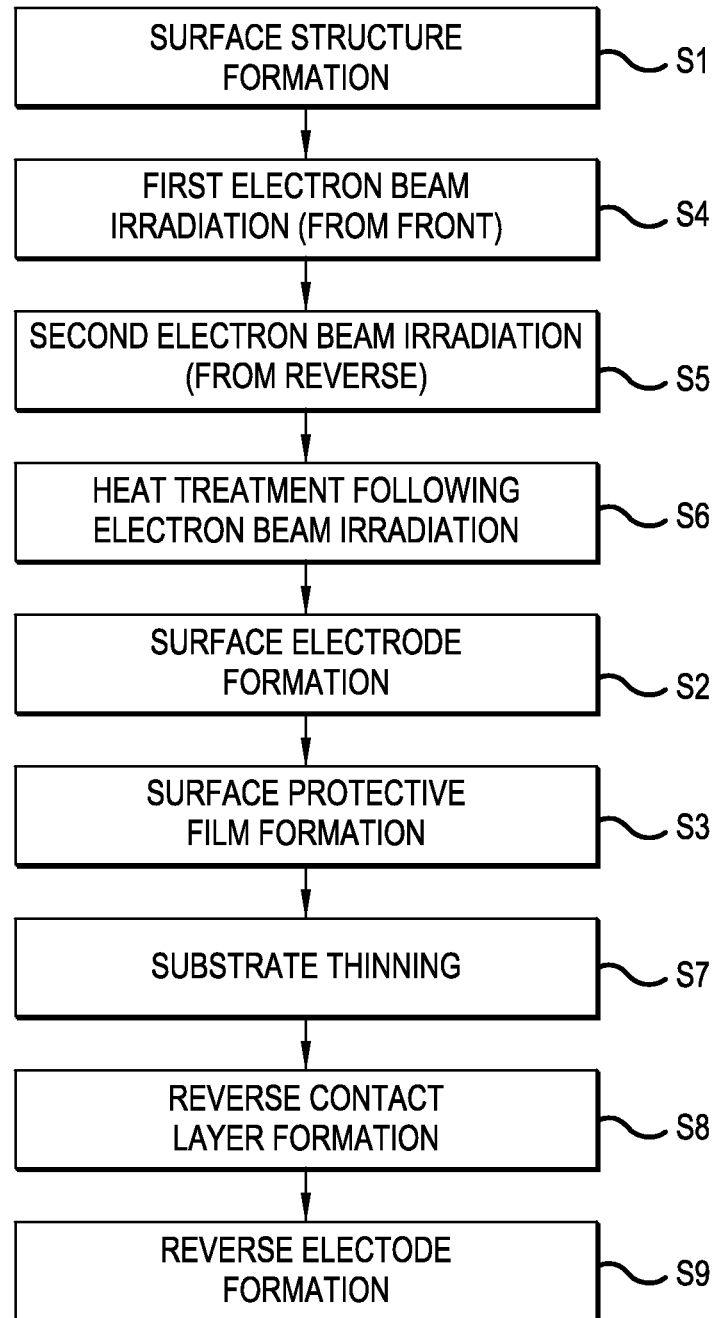 SURFACE STRUCTURE
FORMATION
S1
FIRST ELECTRON BEAM
IRRADIATION (FROM FRONT)
S4
SECOND ELECTRON BEAM IRRADIATION
(FROM REVERSE)
S5
HEAT TREATMENT FOLLOWING
ELECTRON BEAM IRRADIATION
S6
SURFACE ELECTRODE
FORMATION
S2
SURFACE PROTECTIVE
FILM FORMATION
S3
SUBSTRATE THINNING
S7
REVERSE CONTACT
LAYER FORMATION
S8
REVERSE ELECTODE
FORMATION
S9